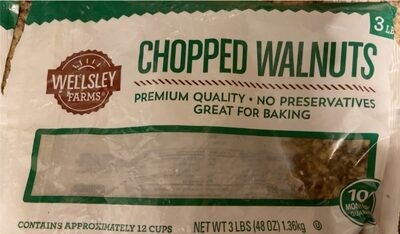 3 LB
WELLSLEY
FARMS
CHOPPED WALNUTS
PREMIUM QUALITY • NO PRESERVATIVES
GREAT FOR BAKING
10
CONTAINS APPROXIMATELY 12 CUPS
NET WT 3 LBS (48 OZ) 1.36kg